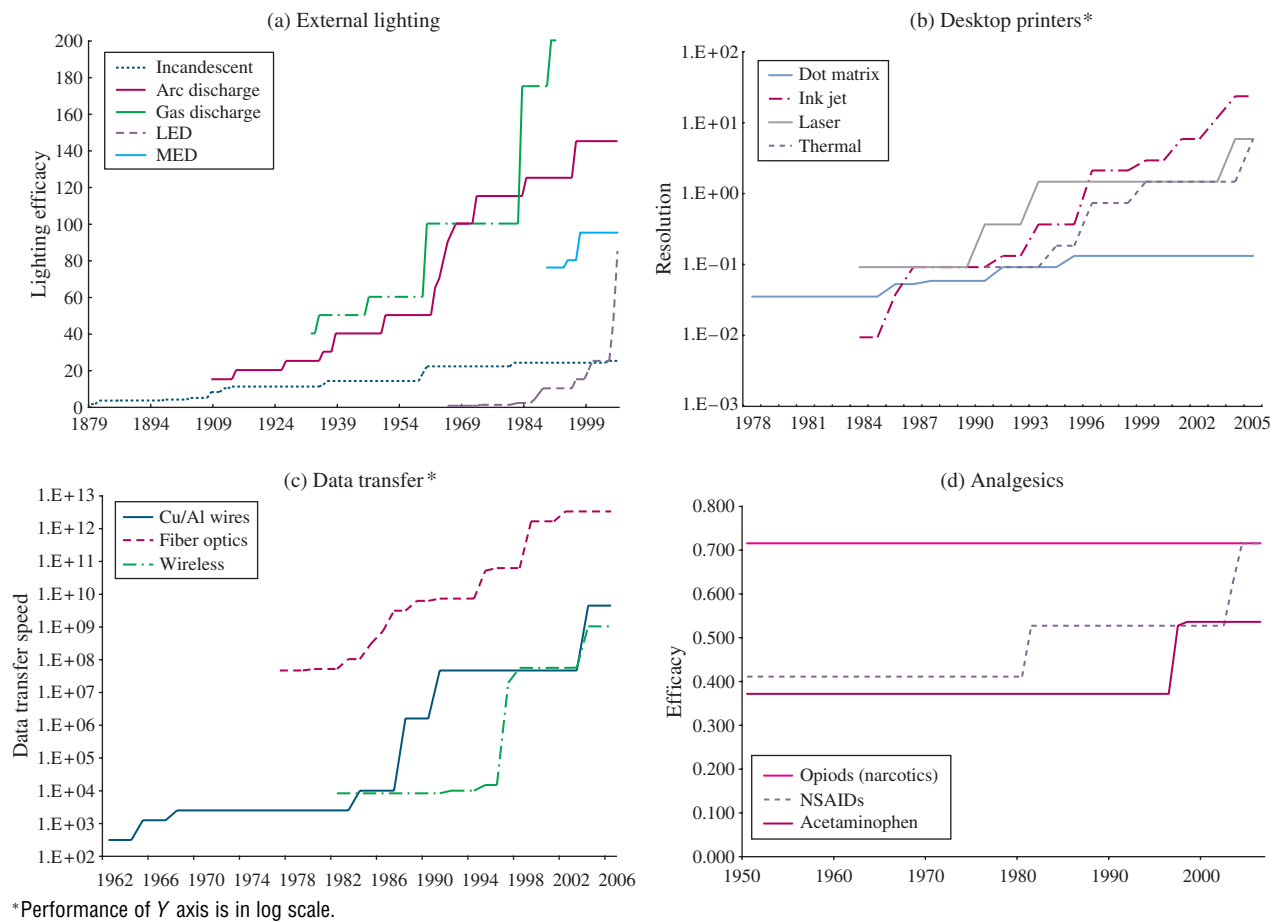 (a) External lighting
200
180
160
140
120
100
80
60
40
20
0
Lighting efficacy
Incandescent
Arc discharge
Gas discharge
LED
MED
1879 1894 1909 1924 1939 1954 1969 1984 1999
(b) Desktop printers*
1.E+02
1.E+01
1.E+00
1.E−01
1.E−02
1.E−03
Resolution
Dot matrix
Ink jet
Laser
Thermal
1978 1981 1984 1987 1990 1993 1996 1999 2002 2005
(c) Data transfer*
1.E+13
1.E+12
1.E+11
1.E+10
1.E+09
1.E+08
1.E+07
1.E+06
1.E+05
1.E+04
1.E+03
1.E+02
Data transfer speed
Cu/Al wires
Fiber optics
Wireless
1962 1966 1970 1974 1978 1982 1986 1990 1994 1998 2002 2006
(d) Analgesics
0.800
0.700
0.600
0.500
0.400
0.300
0.200
0.100
0.000
Efficacy
Opiods (narcotics)
NSAIDs
Acetaminophen
1950 1960 1970 1980 1990 2000
*Performance of Y axis is in log scale.